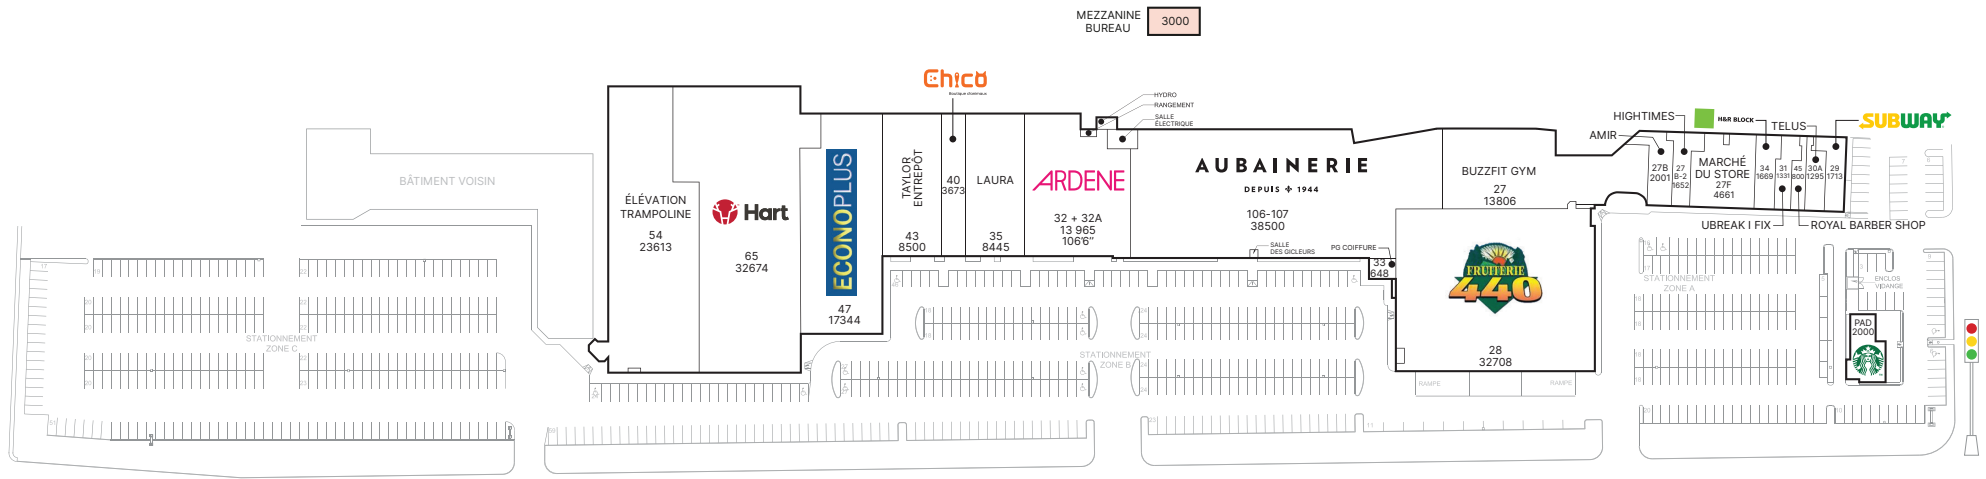 MEZZANINE
BUREAU
3000
Chico
Boutique d'animaux
HYDRO
RANGEMENT
SALLE
ÉLECTRIQUE
HIGHTIMES
H&R BLOCK
TELUS
SUBWAY
AMIR
BÂTIMENT VOISIN
ÉLÉVATION
TRAMPOLINE
54
23613
Hart
65
32674
ECONOPLUS
47
17344
TAYLOR
ENTREPÔT
43
8500
40
3673
LAURA
35
8445
ARDENE
32 + 32A
13 965
106'6"
AUBAINERIE
DEPUIS 1944
106-107
38500
SALLE
DES GICLEURS
PG COIFFURE
33
648
BUZZFIT GYM
27
13806
FRUITERIE
440
28
32708
27B
2001
27
B-2
1652
MARCHÉ
DU STORE
27F
4661
34
1669
31
1331
45
800
30A
1295
29
1713
UBREAK I FIX
ROYAL BARBER SHOP
STATIONNEMENT
ZONE C
STATIONNEMENT
ZONE B
STATIONNEMENT
ZONE A
RAMPE
RAMPE
ENCLOS
VIDANGE
PAD
2000